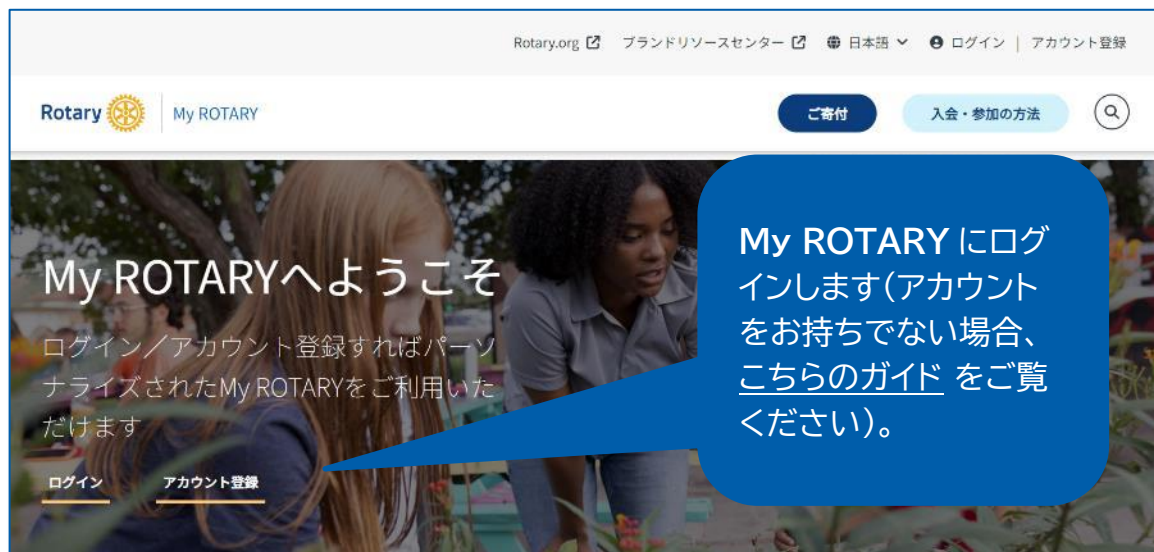 Rotary.org ブランドリソースセンター 日本語 ログイン | アカウント登録
Rotary My ROTARY ご寄付 入会・参加の方法
My ROTARYへようこそ
ログイン／アカウント登録すればパーソ
ナライズされたMy ROTARYをご利用いた
だけます
ログイン アカウント登録
My ROTARY にログ
インします(アカウント
をお持ちでない場合、
こちらのガイド をご覧
ください)。